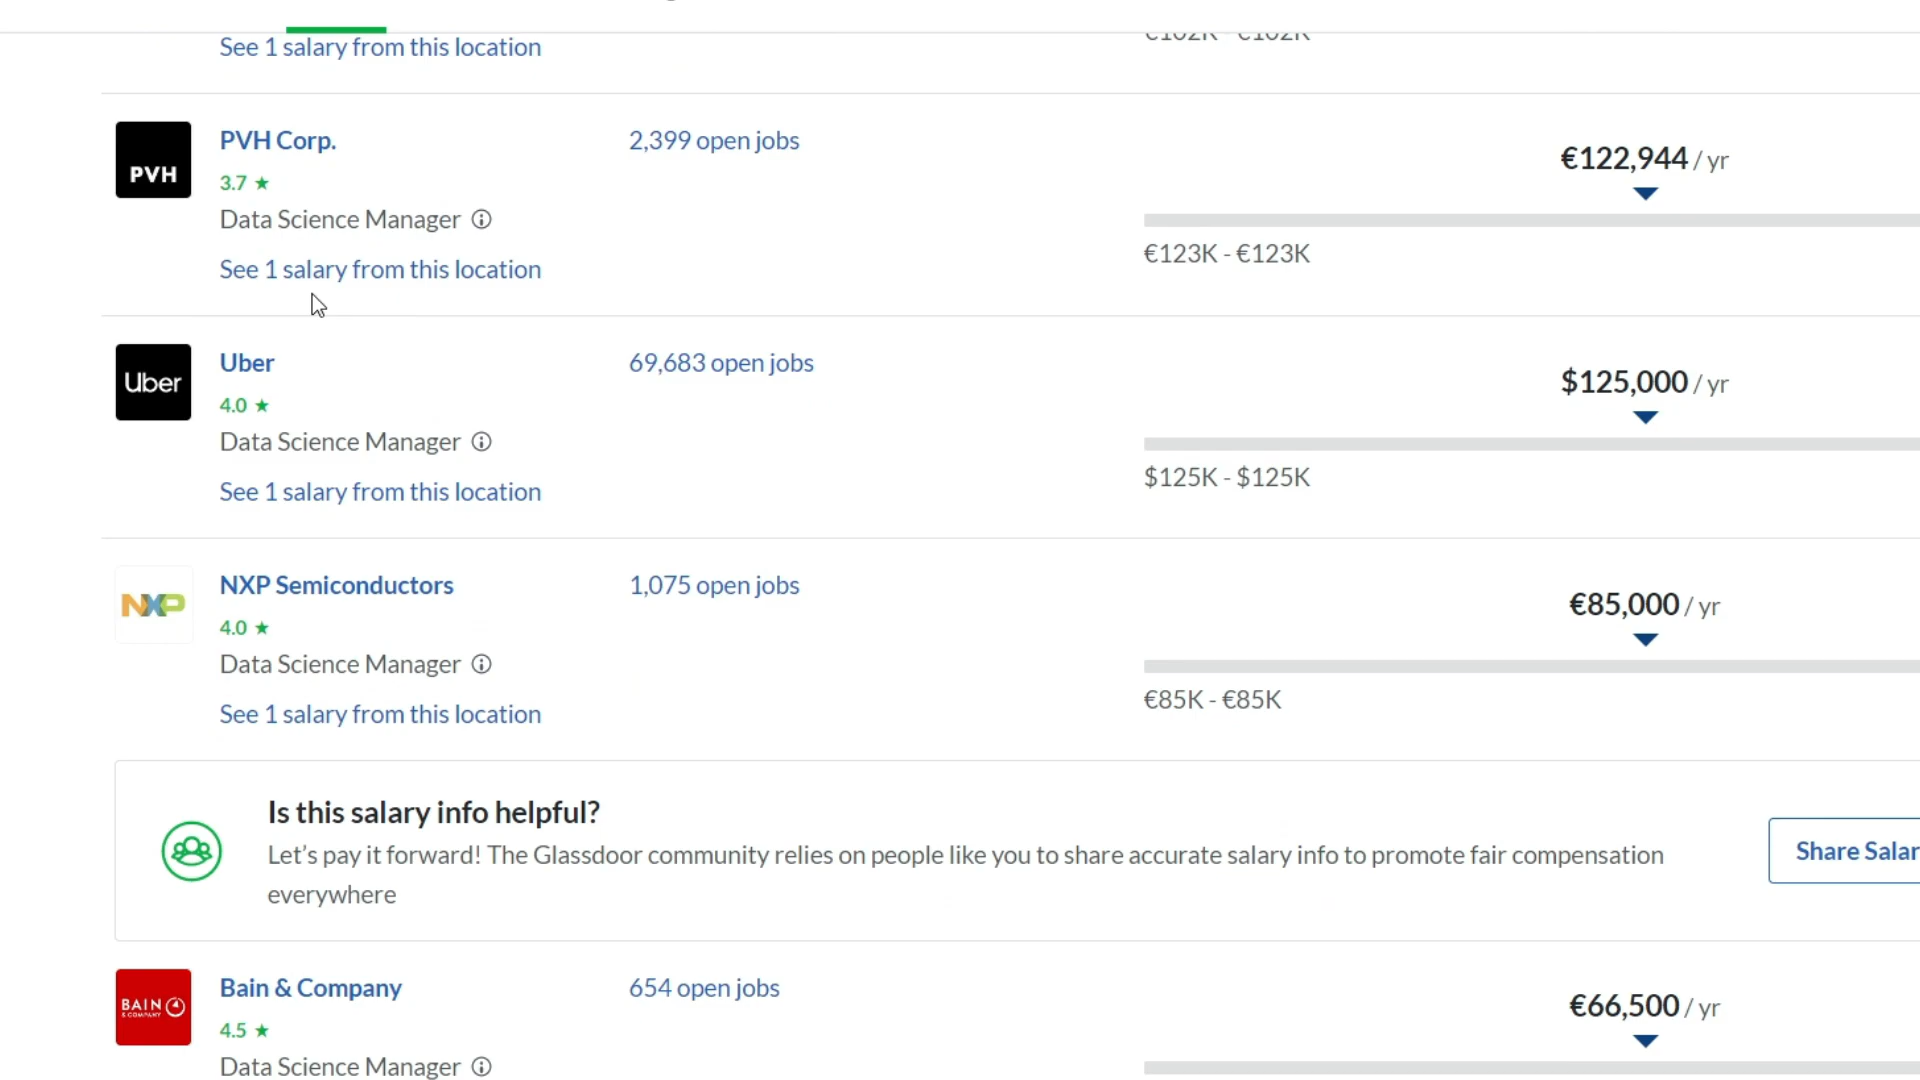 See 1 salary from this location
€102K - €102K
PVH
PVH Corp.
2,399 open jobs
€122,944 / yr
3.7 ★
Data Science Manager
€123K - €123K
See 1 salary from this location
Uber
Uber
69,683 open jobs
$125,000 / yr
4.0 ★
Data Science Manager
$125K - $125K
See 1 salary from this location
NXP
NXP Semiconductors
1,075 open jobs
€85,000 / yr
4.0 ★
Data Science Manager
€85K - €85K
See 1 salary from this location
Is this salary info helpful?
Let's pay it forward! The Glassdoor community relies on people like you to share accurate salary info to promote fair compensation
everywhere
Share Salar
BAIN
& COMPANY
Bain & Company
654 open jobs
€66,500 / yr
4.5 ★
Data Science Manager